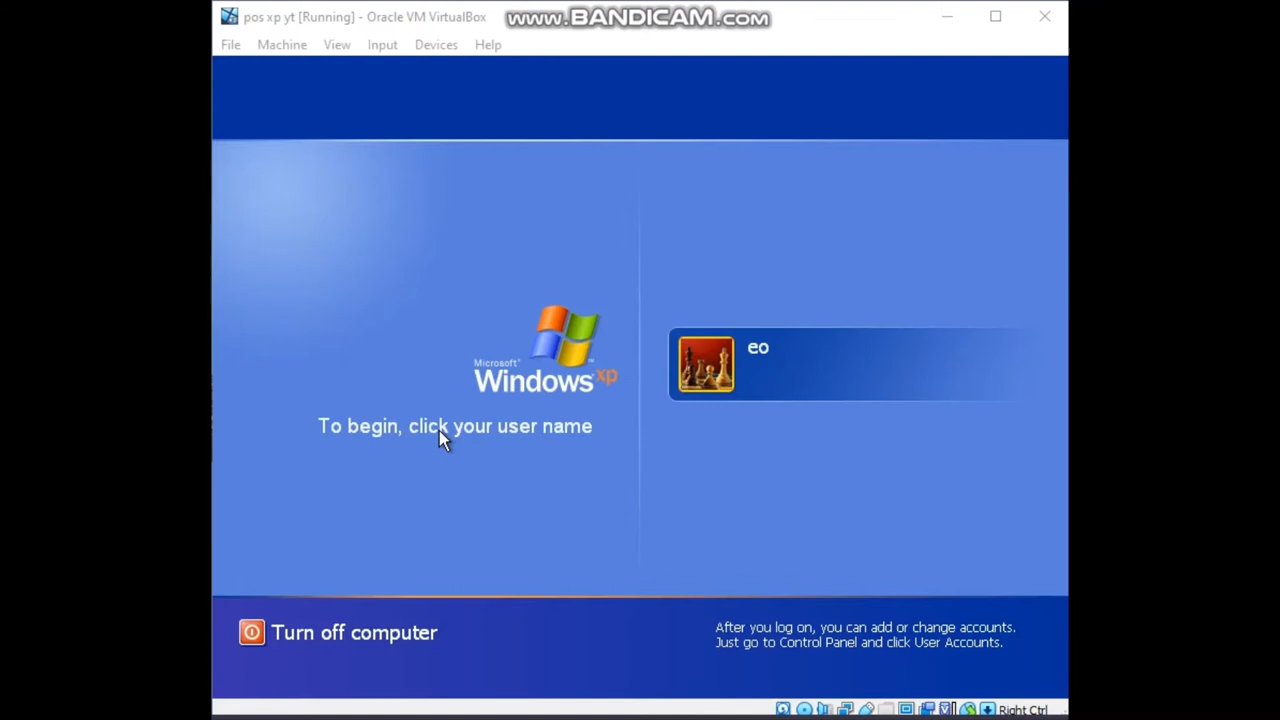 pos xp yt [Running] - Oracle VM VirtualBox
www.BANDICAM.com
File Machine View Input Devices Help
Microsoft®
Windows xp
To begin, click your user name
eo
Turn off computer
After you log on, you can add or change accounts.
Just go to Control Panel and click User Accounts.
Right Ctrl